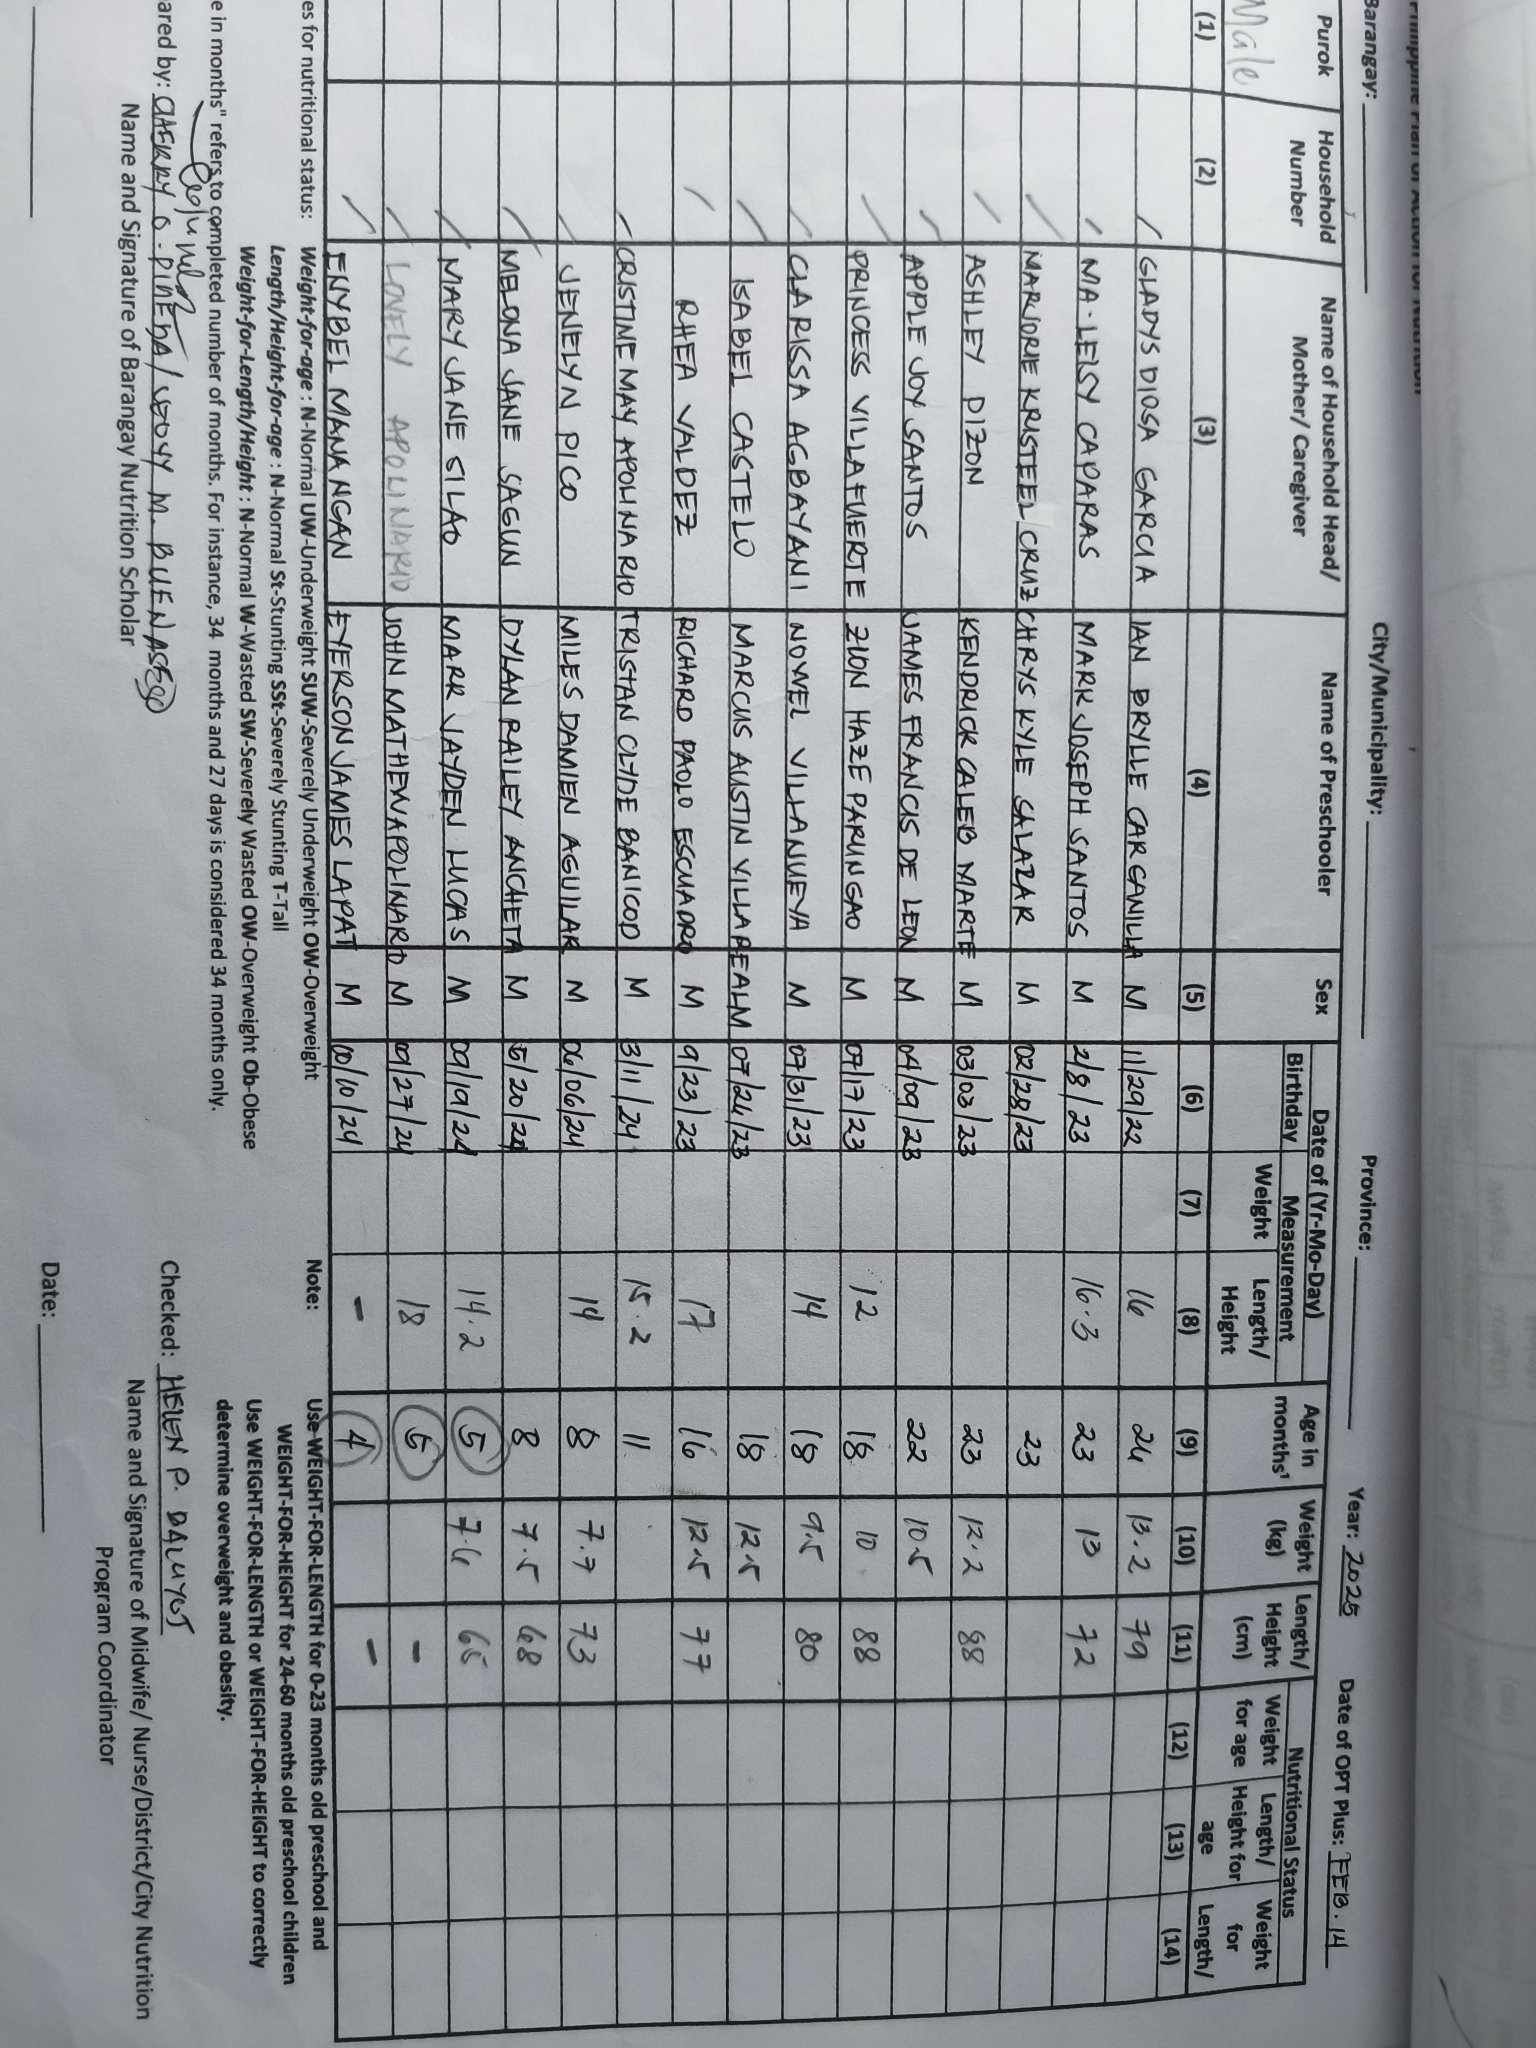 Philippine Plan of Action for Nutrition
Barangay: City/Municipality: Province: Year: 2025 Date of OPT Plus: FEB. 14
Purok Household Number Name of Household Head/ Mother/ Caregiver Name of Preschooler Sex Date of (Yr-Mo-Day) Birthday Measurement Weight Length/ Height Age in months¹ Weight (kg) Length/ Height (cm) Nutritional Status Weight for age Length/ Height for age Weight for Length/
Male
(1) (2) (3) (4) (5) (6) (7) (8) (9) (10) (11) (12) (13) (14)
GLADYS DIOSA GARCIA IAN BRYLLE CARGANILLA M 11/29/22 16 26 13.2 79
MA. LEISY CAPARAS MARK JOSEPH SANTOS M 2/8/23 16.3 23 13 72
MARJORIE KRISTEEL CRUZ CHRYS KYLE SALAZAR M 02/28/23 23
ASHLEY DIZON KENDRICK CALEB MARTE M 03/03/23 23 12.2 88
APPLE JOY SANTOS JAMES FRANCIS DE LEON M 04/09/23 22 10.5
PRINCESS VILLAFUERTE ZION HAZE PARUNGAO M 07/17/23 12 18 10 88
CLARISSA AGBAYANI NOWEL VILLANUEVA M 07/31/23 14 18 9.5 80
ISABEL CASTELO MARCUS AUSTIN VILLAREAL M 07/26/23 18 12.5
RHEA VALDEZ RICHARD PAOLO ESCUADRO M 9/23/23 17 16 12.5 77
CRISTINE MAY APOLINARIO TRISTAN CLYDE BANICOD M 3/11/24 15.2 11
JENELYN PICO MILES DAMIEN AGUILAR M 06/06/24 14 8 7.7 73
MELONA JANE SAGUN DYLAN RAILEY ANCHETA M 5/20/24 8 7.5 68
MARY JANE SILAO MARK JAYDEN LUCAS M 09/19/24 14.2 5 7.6 65
LOVELY APOLINARIO JOHN MATHEW APOLINARIO M 09/27/24 18 5 -
ENYBEL MANANGAN EYERSON JAMES LAPAT M 10/10/24 - 4 -
es for nutritional status: Weight-for-age : N-Normal UW-Underweight SUW-Severely Underweight OW-Overweight
Length/Height-for-age : N-Normal St-Stunting SSt-Severely Stunting T-Tall
Weight-for-Length/Height : N-Normal W-Wasted SW-Severely Wasted OW-Overweight Ob-Obese
e in months" refers to completed number of months. For instance, 34 months and 27 days is considered 34 months only.
Note: Use WEIGHT-FOR-LENGTH for 0-23 months old preschool and
WEIGHT-FOR-HEIGHT for 24-60 months old preschool children
Use WEIGHT-FOR-LENGTH or WEIGHT-FOR-HEIGHT to correctly
determine overweight and obesity.
ared by: CHERRY O. PINEDA/ M. BUENASEDO
Name and Signature of Barangay Nutrition Scholar
Checked: HELEN P. DALUYOT
Name and Signature of Midwife/ Nurse/District/City Nutrition
Program Coordinator
Date: